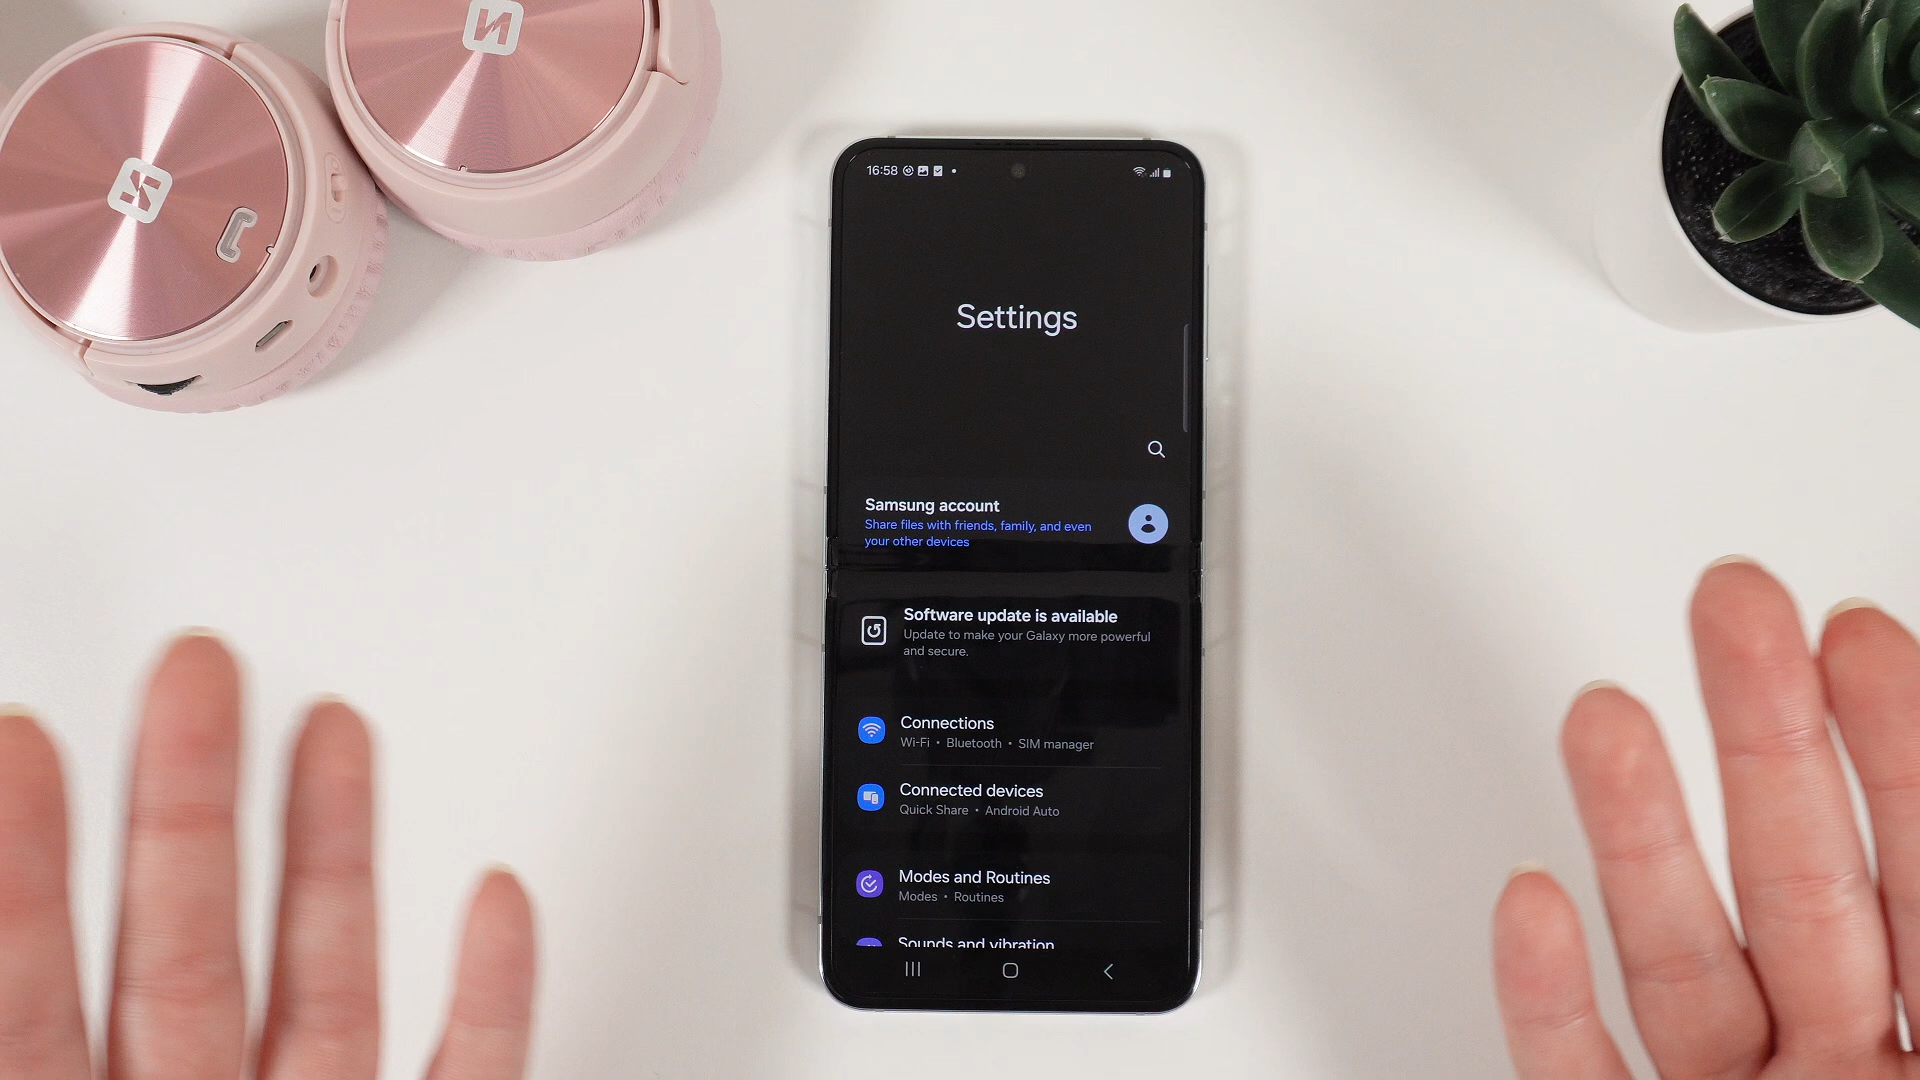 16:58
Settings
Samsung account
Share files with friends, family, and even
your other devices
Software update is available
Update to make your Galaxy more powerful
and secure.
Connections
Wi-Fi • Bluetooth • SIM manager
Connected devices
Quick Share • Android Auto
Modes and Routines
Modes • Routines
Sounds and vibration